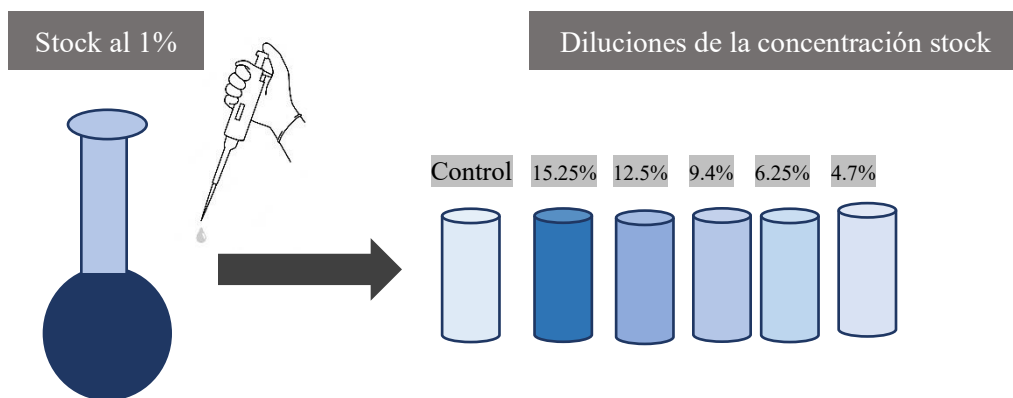 Stock al 1%
Diluciones de la concentración stock
Control 15.25% 12.5% 9.4% 6.25% 4.7%